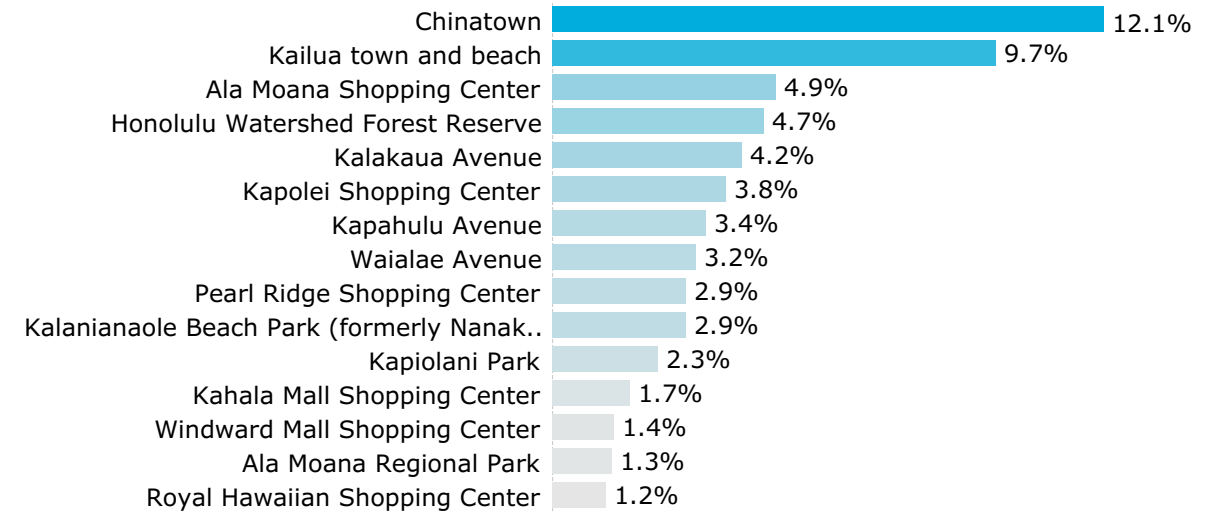 Chinatown 12.1%
Kailua town and beach 9.7%
Ala Moana Shopping Center 4.9%
Honolulu Watershed Forest Reserve 4.7%
Kalakaua Avenue 4.2%
Kapolei Shopping Center 3.8%
Kapahulu Avenue 3.4%
Waialae Avenue 3.2%
Pearl Ridge Shopping Center 2.9%
Kalanianaole Beach Park (formerly Nanak.. 2.9%
Kapiolani Park 2.3%
Kahala Mall Shopping Center 1.7%
Windward Mall Shopping Center 1.4%
Ala Moana Regional Park 1.3%
Royal Hawaiian Shopping Center 1.2%